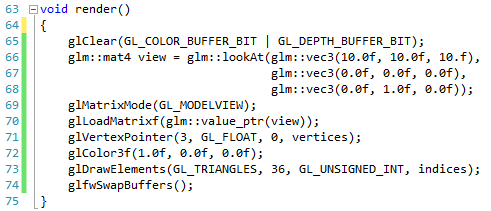 63 void render()
64 {
65 glClear(GL_COLOR_BUFFER_BIT | GL_DEPTH_BUFFER_BIT);
66 glm::mat4 view = glm::lookAt(glm::vec3(10.0f, 10.0f, 10.f),
67 glm::vec3(0.0f, 0.0f, 0.0f),
68 glm::vec3(0.0f, 1.0f, 0.0f));
69 glMatrixMode(GL_MODELVIEW);
70 glLoadMatrixf(glm::value_ptr(view));
71 glVertexPointer(3, GL_FLOAT, 0, vertices);
72 glColor3f(1.0f, 0.0f, 0.0f);
73 glDrawElements(GL_TRIANGLES, 36, GL_UNSIGNED_INT, indices);
74 glfwSwapBuffers();
75 }